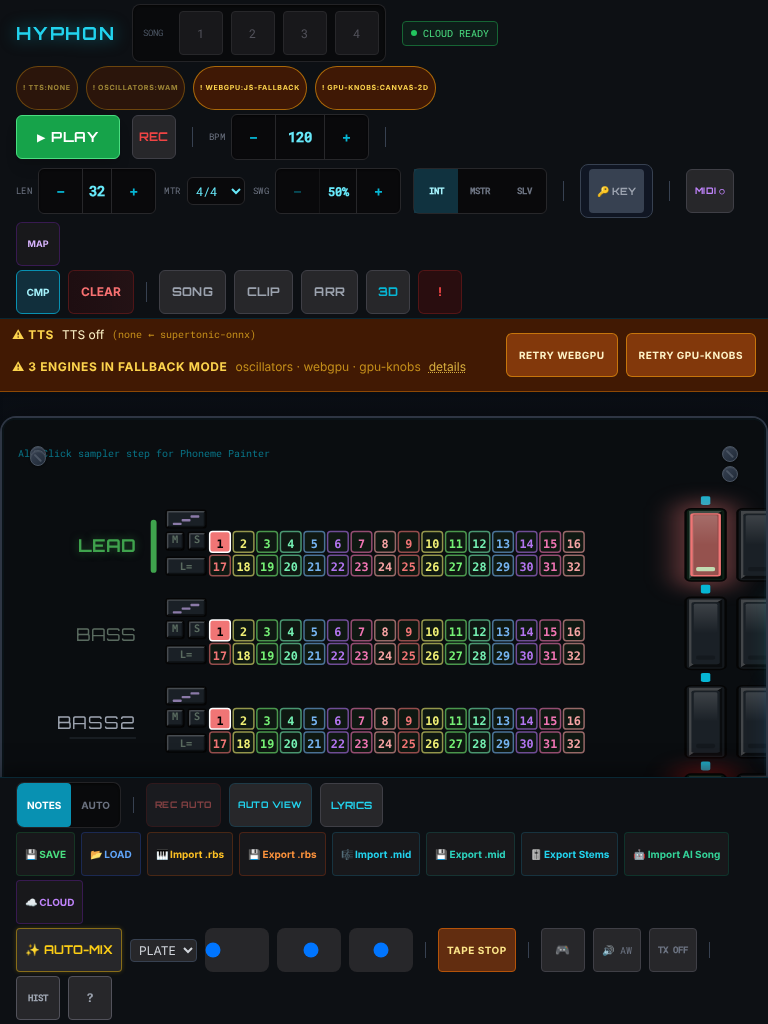 HYPHON SONG 1 2 3 4 CLOUD READY
! TTS:NONE ! OSCILLATORS:WAM ! WEBGPU:JS-FALLBACK ! GPU-KNOBS:CANVAS-2D
▶ PLAY REC BPM − 120 +
LEN − 32 + MTR 4/4 SWG − 50% + INT MSTR SLV 🔑 KEY MIDI ○
MAP
CMP CLEAR SONG CLIP ARR 3D !
⚠ TTS TTS off (none ← supertonic-onnx)
⚠ 3 ENGINES IN FALLBACK MODE oscillators · webgpu · gpu-knobs details RETRY WEBGPU RETRY GPU-KNOBS
Click sampler step for Phoneme Painter
LEAD M S 1 2 3 4 5 6 7 8 9 10 11 12 13 14 15 16
L= 17 18 19 20 21 22 23 24 25 26 27 28 29 30 31 32
BASS M S 1 2 3 4 5 6 7 8 9 10 11 12 13 14 15 16
L= 17 18 19 20 21 22 23 24 25 26 27 28 29 30 31 32
BASS2 M S 1 2 3 4 5 6 7 8 9 10 11 12 13 14 15 16
L= 17 18 19 20 21 22 23 24 25 26 27 28 29 30 31 32
NOTES AUTO REC AUTO AUTO VIEW LYRICS
💾 SAVE 📂 LOAD 🎹 Import .rbs 💾 Export .rbs 🎼 Import .mid 💾 Export .mid 🎚 Export Stems 🤖 Import AI Song
☁️ CLOUD
✨ AUTO-MIX PLATE TAPE STOP 🎮 🔊 AW TX OFF
HIST ?